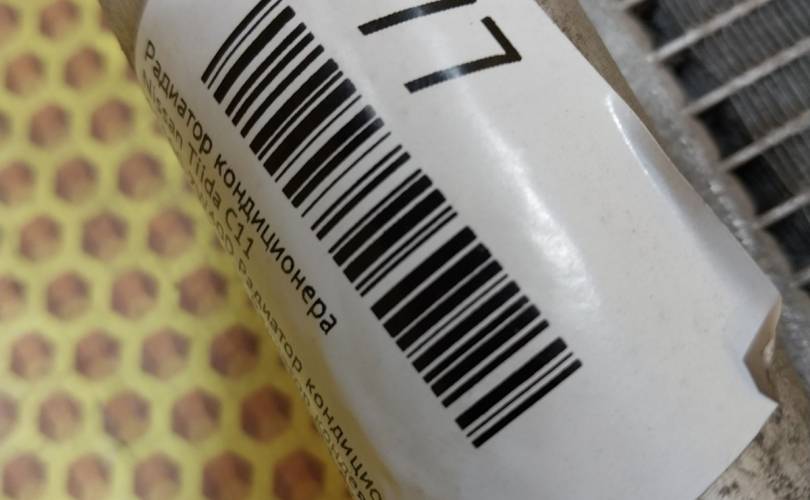 17
Радиатор кондиционера
Nissan Tiida C11
Радиатор кондицио